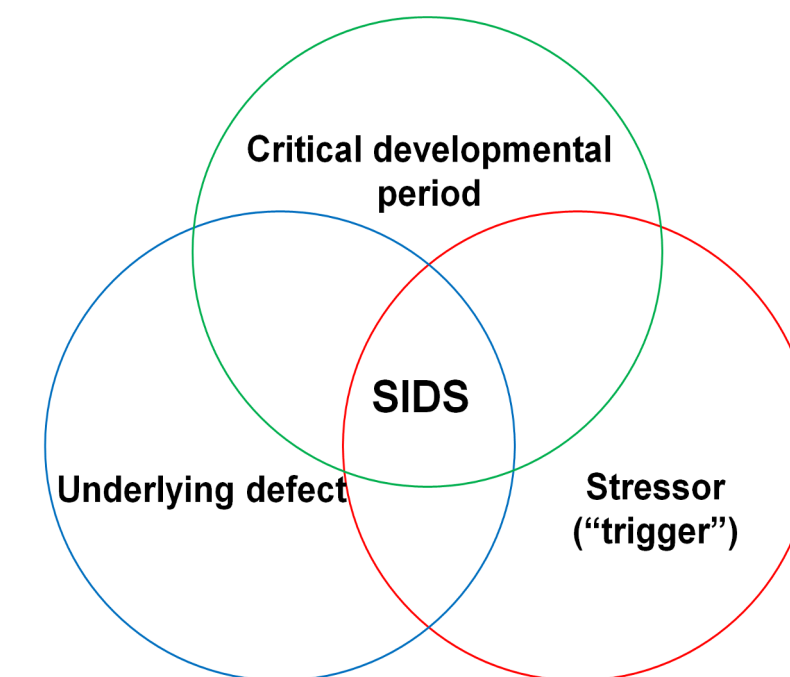 Critical developmental
period
SIDS
Underlying defect
Stressor
(“trigger”)